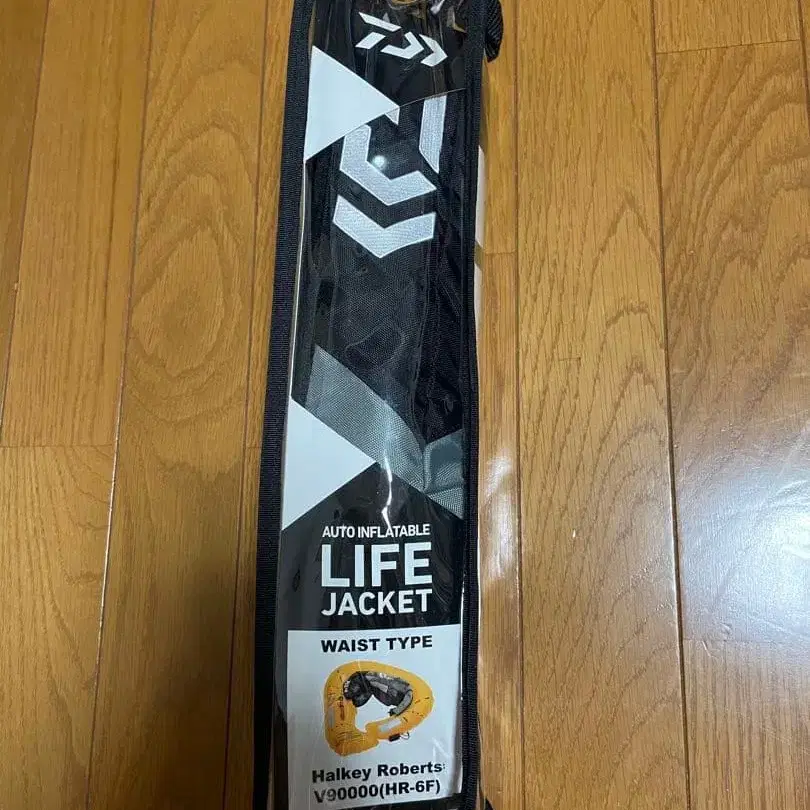 AUTO INFLATABLE
LIFE
JACKET
WAIST TYPE
Halkey Roberts
V90000(HR-6F)